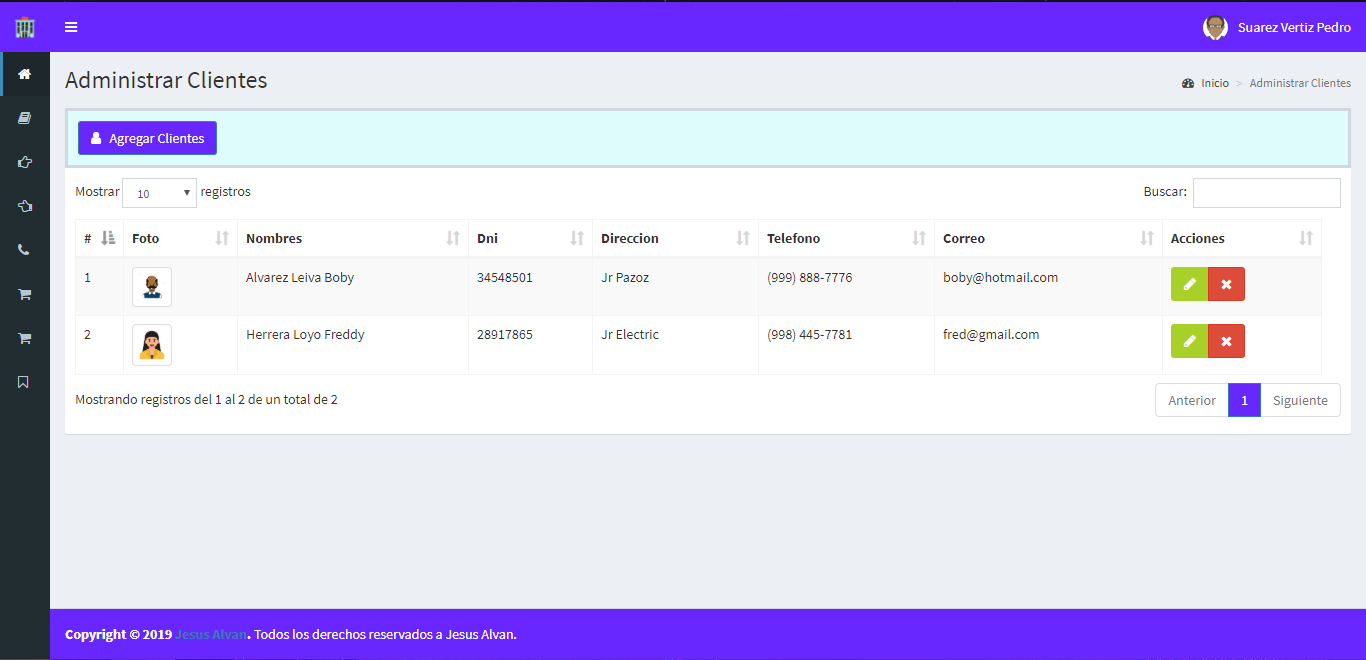 Suarez Vertiz Pedro
Administrar Clientes
Inicio > Administrar Clientes
Agregar Clientes
Mostrar 10 registros
Buscar:
# Foto Nombres Dni Direccion Telefono Correo Acciones
1 Alvarez Leiva Boby 34548501 Jr Pazoz (999) 888-7776 boby@hotmail.com
2 Herrera Loyo Freddy 28917865 Jr Electric (998) 445-7781 fred@gmail.com
Mostrando registros del 1 al 2 de un total de 2
Anterior 1 Siguiente
Copyright © 2019 Jesus Alvan. Todos los derechos reservados a Jesus Alvan.